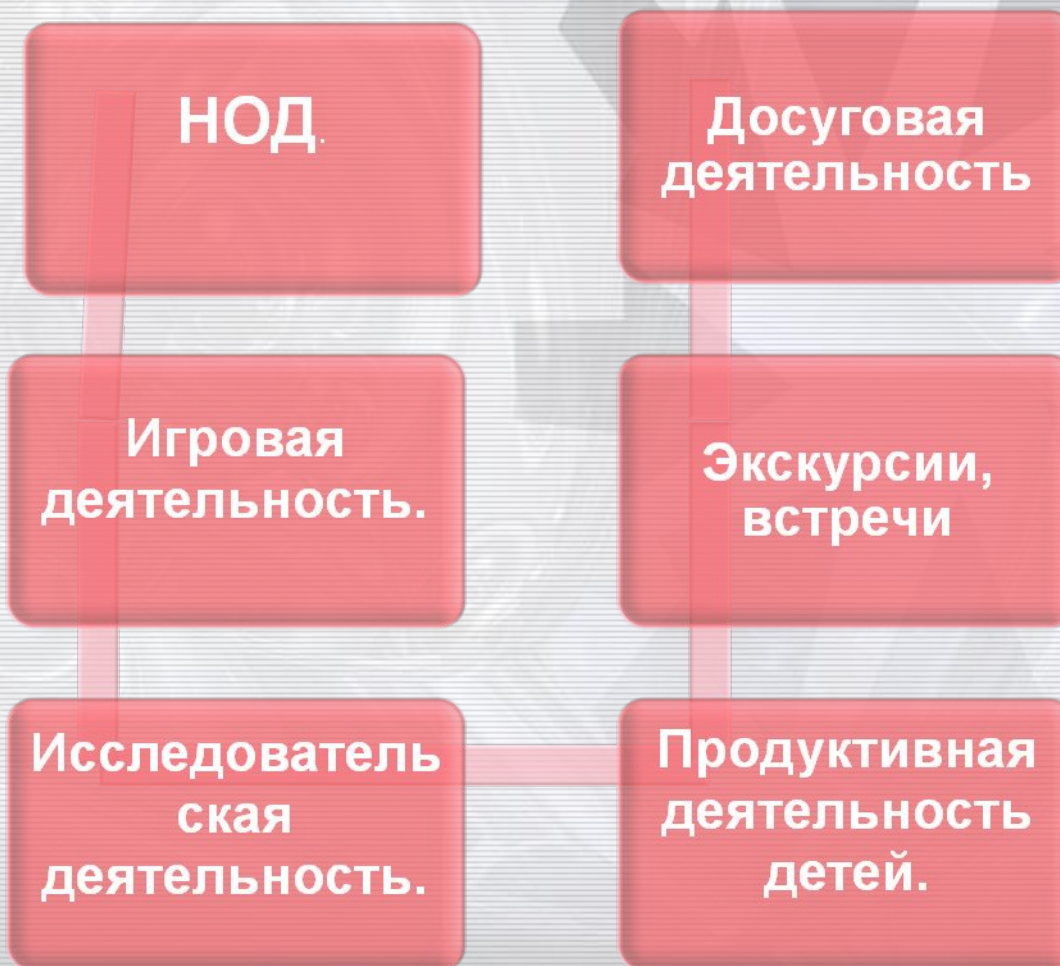 НОД.
Игровая
деятельность.
Исследователь
ская
деятельность.
Досуговая
деятельность
Экскурсии,
встречи
Продуктивная
деятельность
детей.